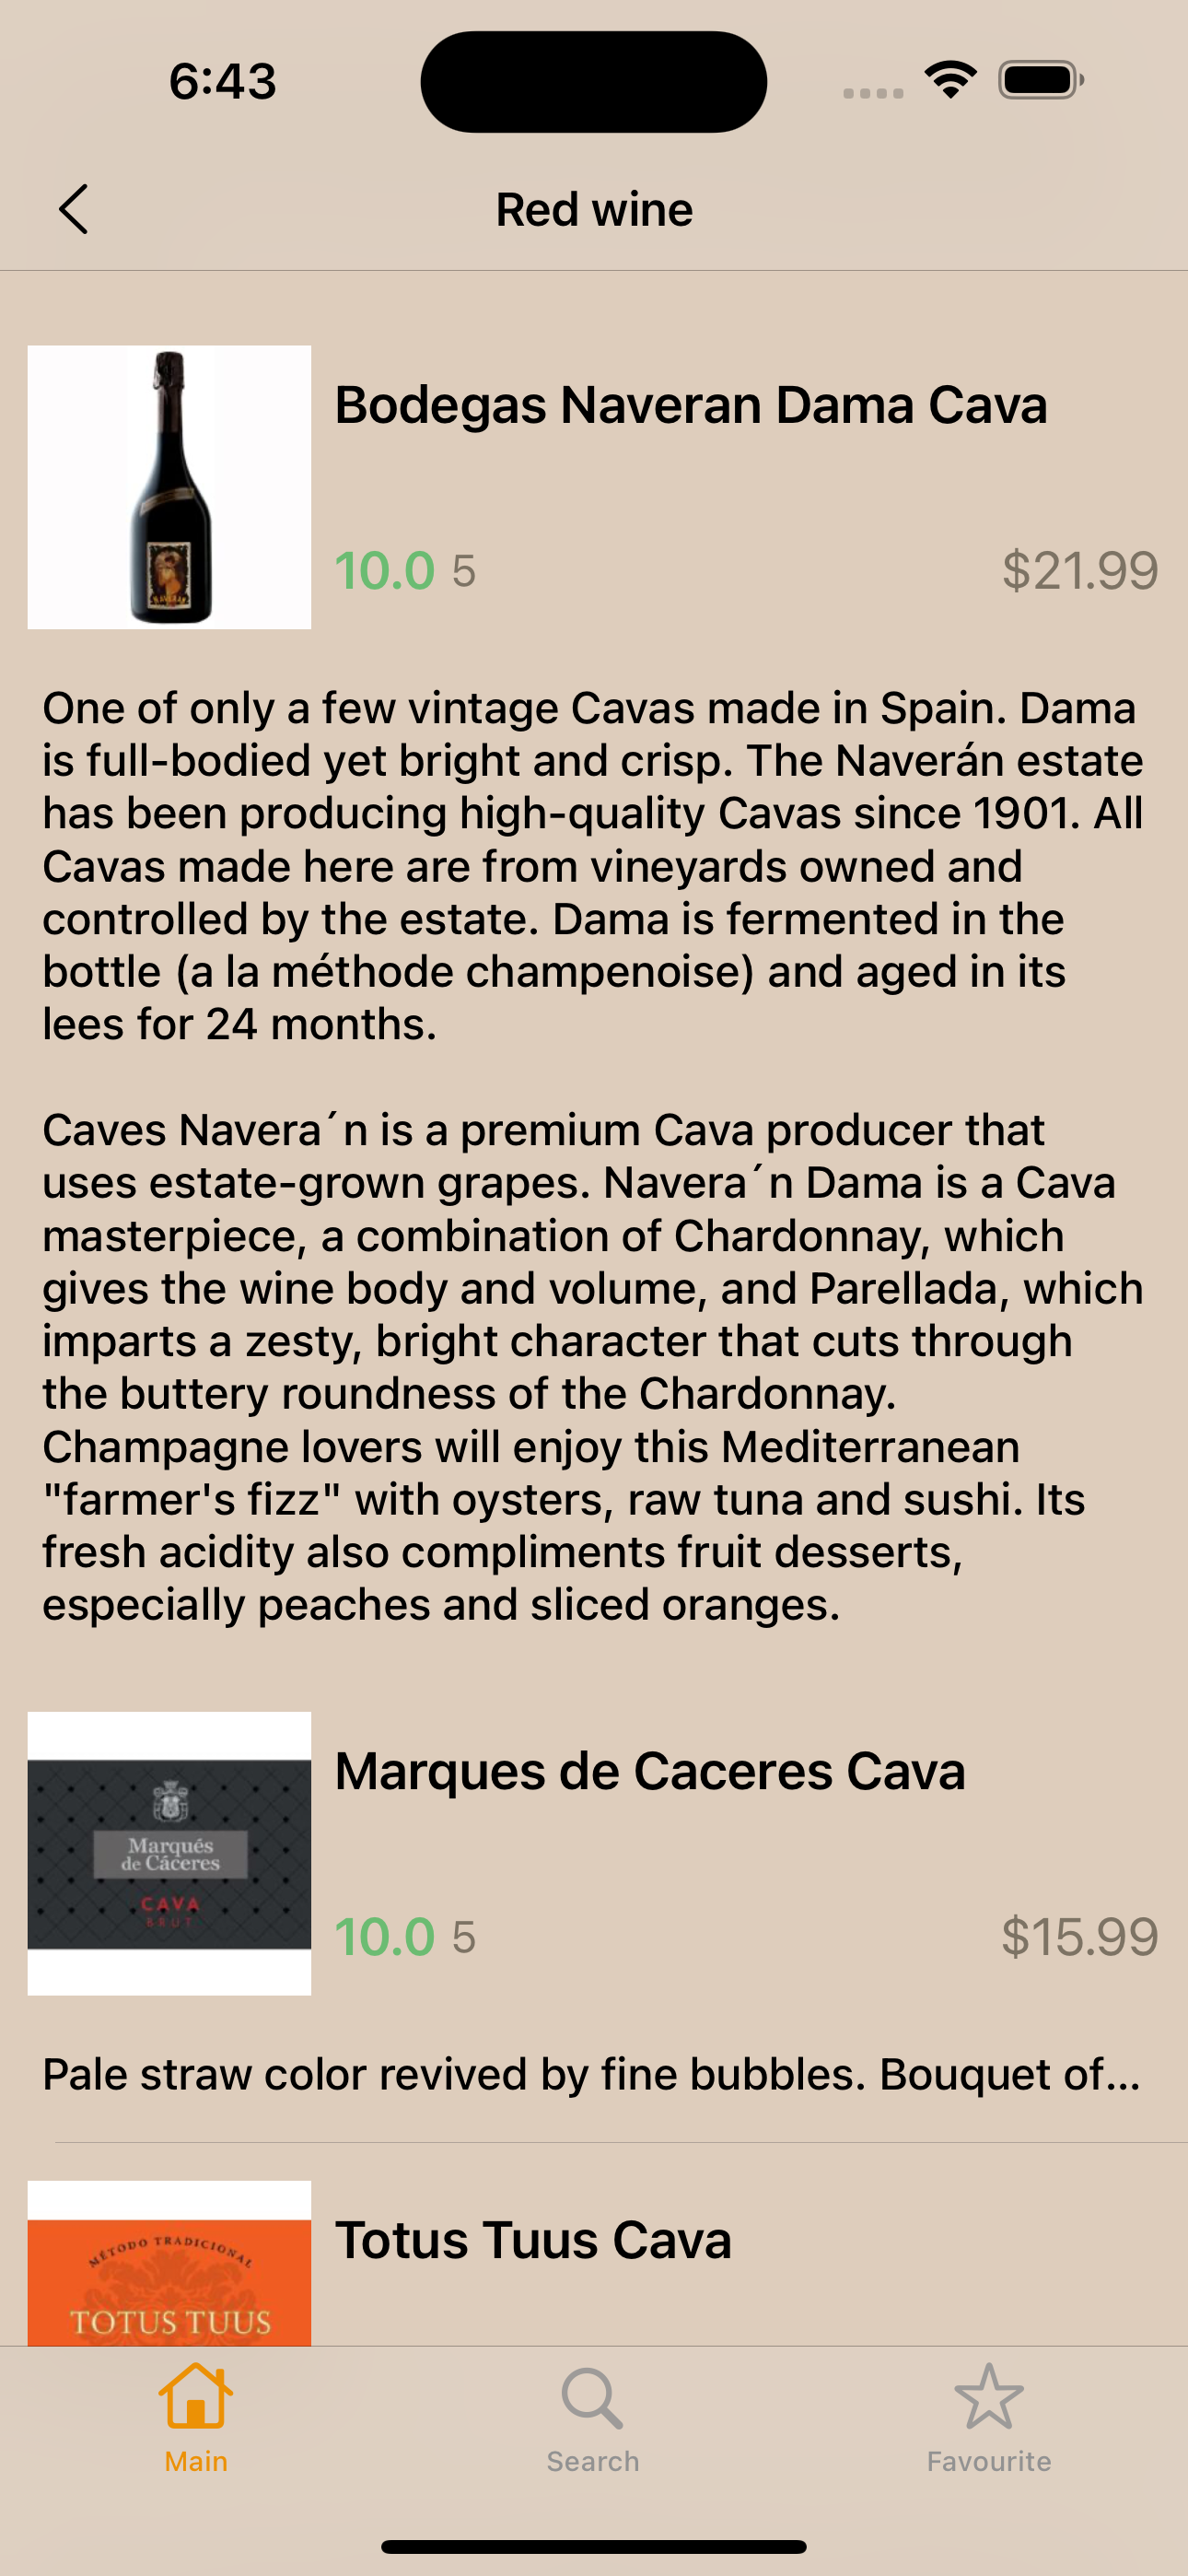 6:43
Red wine
Bodegas Naveran Dama Cava
10.0 5
$21.99
One of only a few vintage Cavas made in Spain. Dama
is full-bodied yet bright and crisp. The Naverán estate
has been producing high-quality Cavas since 1901. All
Cavas made here are from vineyards owned and
controlled by the estate. Dama is fermented in the
bottle (a la méthode champenoise) and aged in its
lees for 24 months.
Caves Navera´n is a premium Cava producer that
uses estate-grown grapes. Navera´n Dama is a Cava
masterpiece, a combination of Chardonnay, which
gives the wine body and volume, and Parellada, which
imparts a zesty, bright character that cuts through
the buttery roundness of the Chardonnay.
Champagne lovers will enjoy this Mediterranean
"farmer's fizz" with oysters, raw tuna and sushi. Its
fresh acidity also compliments fruit desserts,
especially peaches and sliced oranges.
Marqués
de Cáceres
CAVA
BRUT
Marques de Caceres Cava
10.0 5
$15.99
Pale straw color revived by fine bubbles. Bouquet of...
MÉTODO TRADICIONAL
TOTUS TUUS
Totus Tuus Cava
Main
Search
Favourite